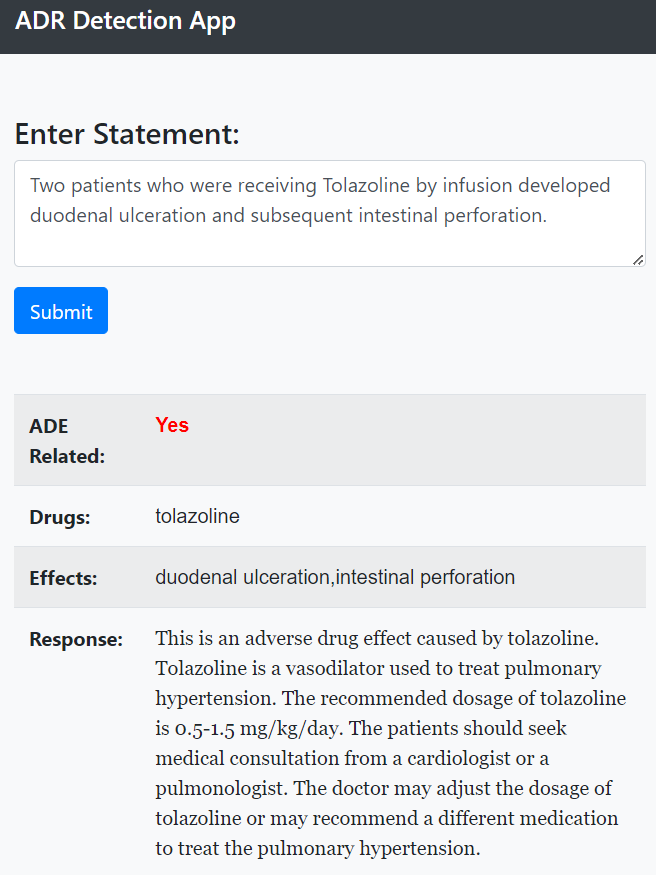 ADR Detection App
Enter Statement:
Two patients who were receiving Tolazoline by infusion developed
duodenal ulceration and subsequent intestinal perforation.
Submit
ADE
Related:
Yes
Drugs:
tolazoline
Effects:
duodenal ulceration,intestinal perforation
Response:
This is an adverse drug effect caused by tolazoline.
Tolazoline is a vasodilator used to treat pulmonary
hypertension. The recommended dosage of tolazoline
is 0.5-1.5 mg/kg/day. The patients should seek
medical consultation from a cardiologist or a
pulmonologist. The doctor may adjust the dosage of
tolazoline or may recommend a different medication
to treat the pulmonary hypertension.